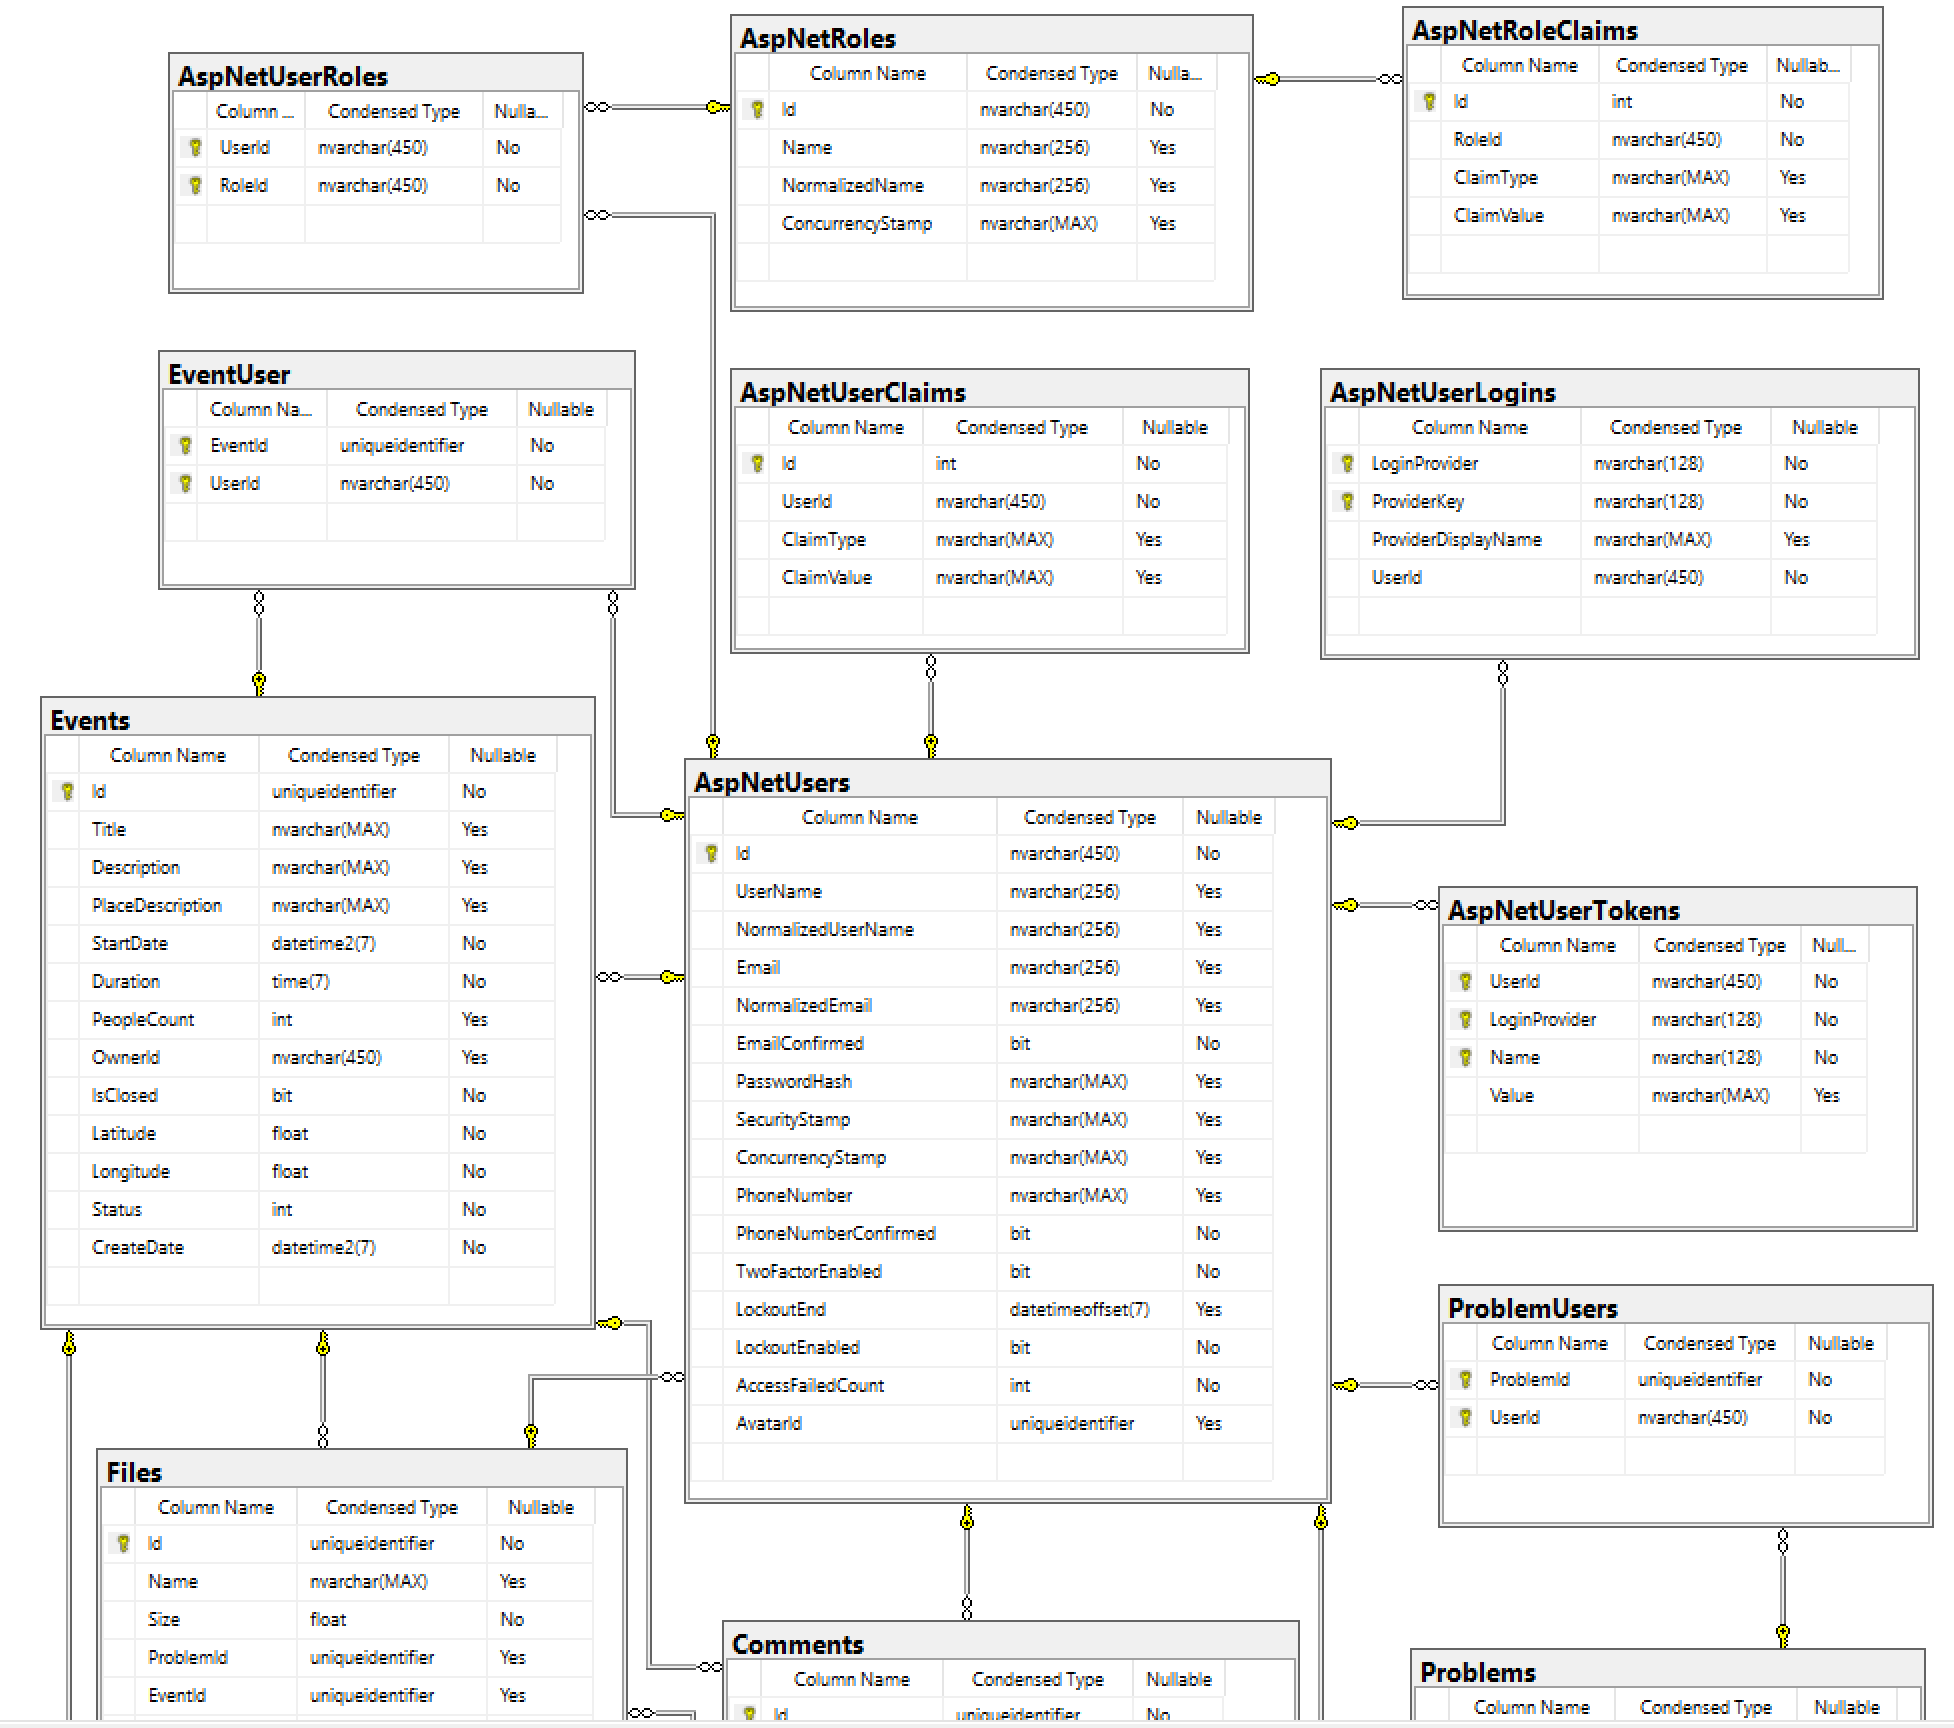 AspNetUserRoles
Column ... Condensed Type Nulla...
UserId nvarchar(450) No
RoleId nvarchar(450) No
AspNetRoles
Column Name Condensed Type Nulla...
Id nvarchar(450) No
Name nvarchar(256) Yes
NormalizedName nvarchar(256) Yes
ConcurrencyStamp nvarchar(MAX) Yes
AspNetRoleClaims
Column Name Condensed Type Nullab...
Id int No
RoleId nvarchar(450) No
ClaimType nvarchar(MAX) Yes
ClaimValue nvarchar(MAX) Yes
EventUser
Column Na... Condensed Type Nullable
EventId uniqueidentifier No
UserId nvarchar(450) No
AspNetUserClaims
Column Name Condensed Type Nullable
Id int No
UserId nvarchar(450) No
ClaimType nvarchar(MAX) Yes
ClaimValue nvarchar(MAX) Yes
AspNetUserLogins
Column Name Condensed Type Nullable
LoginProvider nvarchar(128) No
ProviderKey nvarchar(128) No
ProviderDisplayName nvarchar(MAX) Yes
UserId nvarchar(450) No
Events
Column Name Condensed Type Nullable
Id uniqueidentifier No
Title nvarchar(MAX) Yes
Description nvarchar(MAX) Yes
PlaceDescription nvarchar(MAX) Yes
StartDate datetime2(7) No
Duration time(7) No
PeopleCount int Yes
OwnerId nvarchar(450) Yes
IsClosed bit No
Latitude float No
Longitude float No
Status int No
CreateDate datetime2(7) No
AspNetUsers
Column Name Condensed Type Nullable
Id nvarchar(450) No
UserName nvarchar(256) Yes
NormalizedUserName nvarchar(256) Yes
Email nvarchar(256) Yes
NormalizedEmail nvarchar(256) Yes
EmailConfirmed bit No
PasswordHash nvarchar(MAX) Yes
SecurityStamp nvarchar(MAX) Yes
ConcurrencyStamp nvarchar(MAX) Yes
PhoneNumber nvarchar(MAX) Yes
PhoneNumberConfirmed bit No
TwoFactorEnabled bit No
LockoutEnd datetimeoffset(7) Yes
LockoutEnabled bit No
AccessFailedCount int No
AvatarId uniqueidentifier Yes
AspNetUserTokens
Column Name Condensed Type Null...
UserId nvarchar(450) No
LoginProvider nvarchar(128) No
Name nvarchar(128) No
Value nvarchar(MAX) Yes
ProblemUsers
Column Name Condensed Type Nullable
ProblemId uniqueidentifier No
UserId nvarchar(450) No
Files
Column Name Condensed Type Nullable
Id uniqueidentifier No
Name nvarchar(MAX) Yes
Size float No
ProblemId uniqueidentifier Yes
EventId uniqueidentifier Yes
Comments
Column Name Condensed Type Nullable
Id uniqueidentifier No
Problems
Column Name Condensed Type Nullable